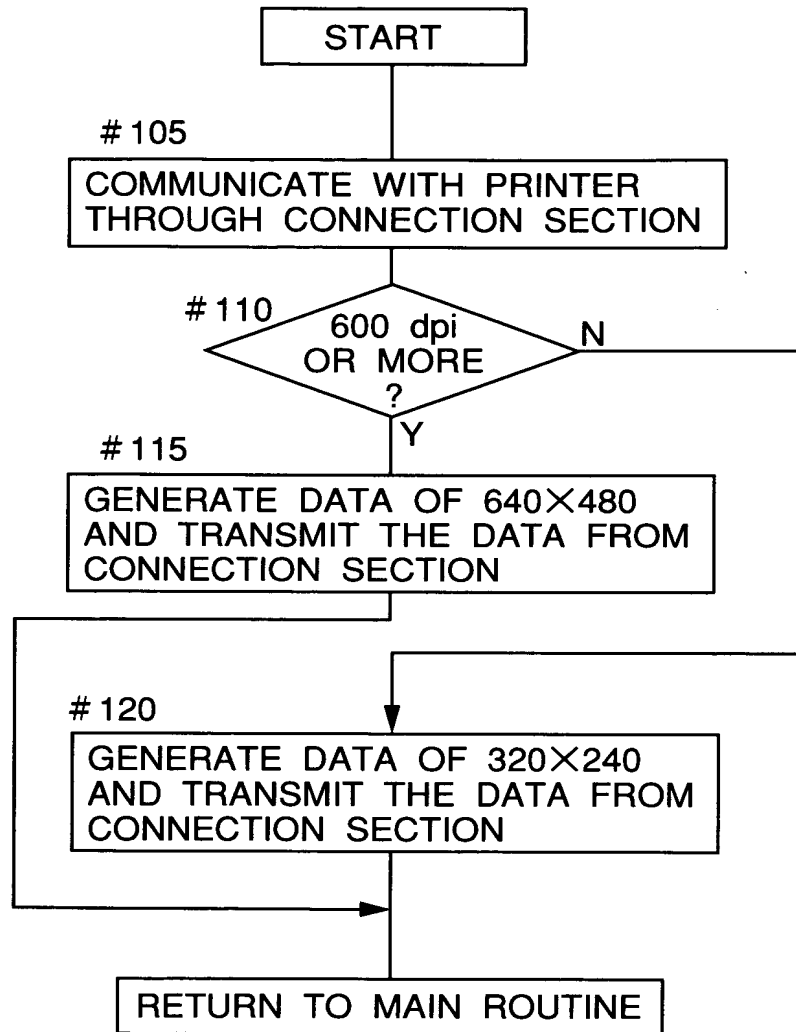 START
#105
COMMUNICATE WITH PRINTER
THROUGH CONNECTION SECTION
#110
600 dpi
OR MORE
?
N
Y
#115
GENERATE DATA OF 640×480
AND TRANSMIT THE DATA FROM
CONNECTION SECTION
#120
GENERATE DATA OF 320×240
AND TRANSMIT THE DATA FROM
CONNECTION SECTION
RETURN TO MAIN ROUTINE